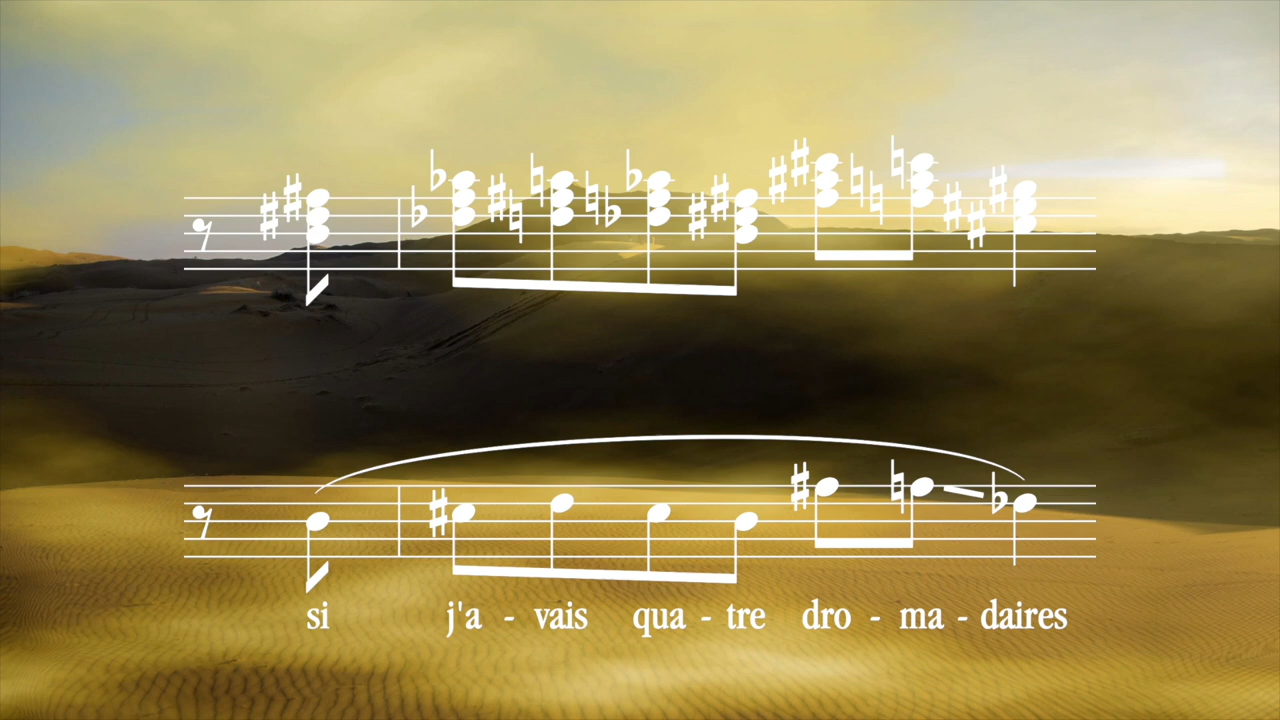 si j'a - vais qua - tre dro - ma - daires